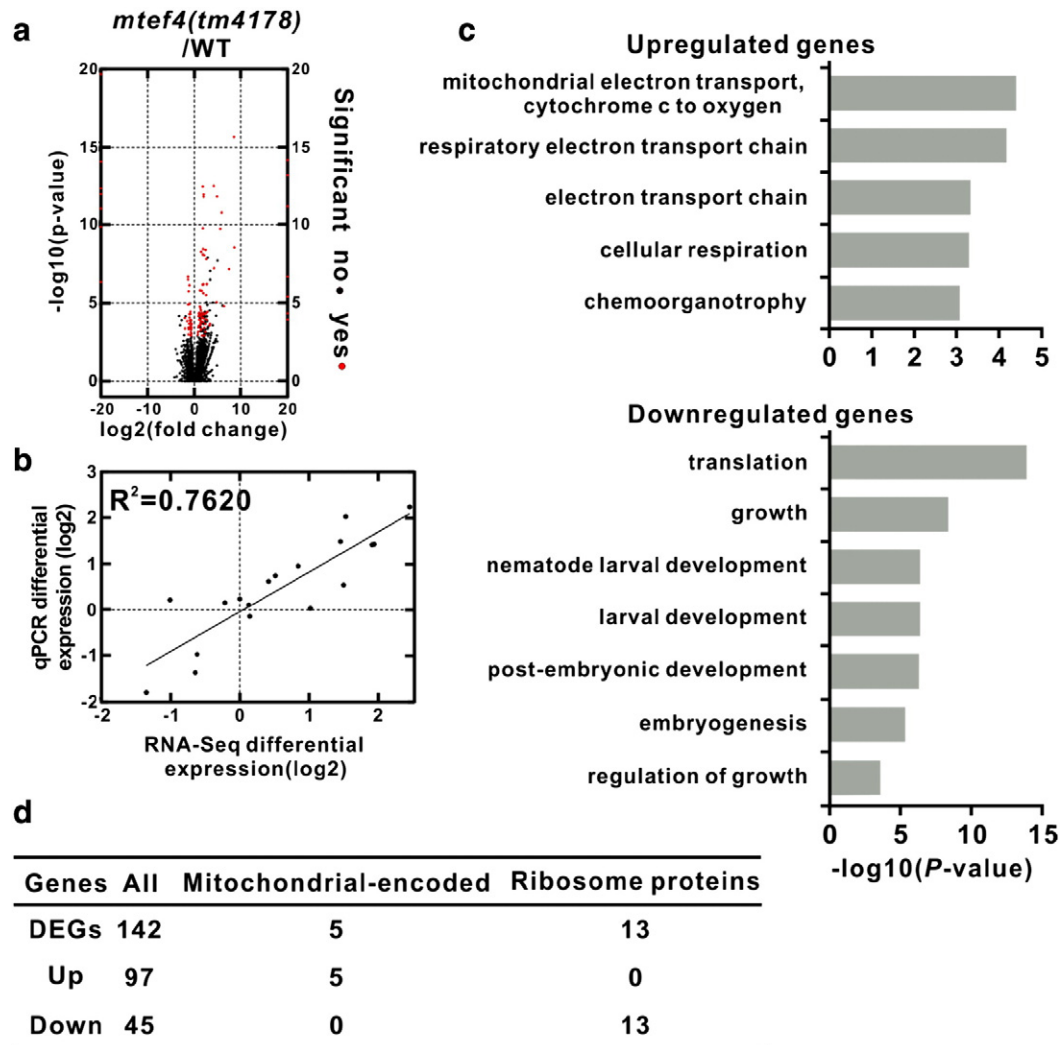 a
mtef4(tm4178)
/WT
20
15
10
5
0
-log10(p-value)
20
15
10
5
0
-20
-10
0
10
20
log2(fold change)
Significant no yes
b
R²=0.7620
3
2
1
0
-1
-2
qPCR differential
expression (log2)
-2
-1
0
1
2
RNA-Seq differential
expression(log2)
c
Upregulated genes
mitochondrial electron transport,
cytochrome c to oxygen
respiratory electron transport chain
electron transport chain
cellular respiration
chemoorganotrophy
0 1 2 3 4 5
Downregulated genes
translation
growth
nematode larval development
larval development
post-embryonic development
embryogenesis
regulation of growth
0 5 10 15
-log10(P-value)
d
Genes All Mitochondrial-encoded Ribosome proteins
DEGs 142 5 13
Up 97 5 0
Down 45 0 13